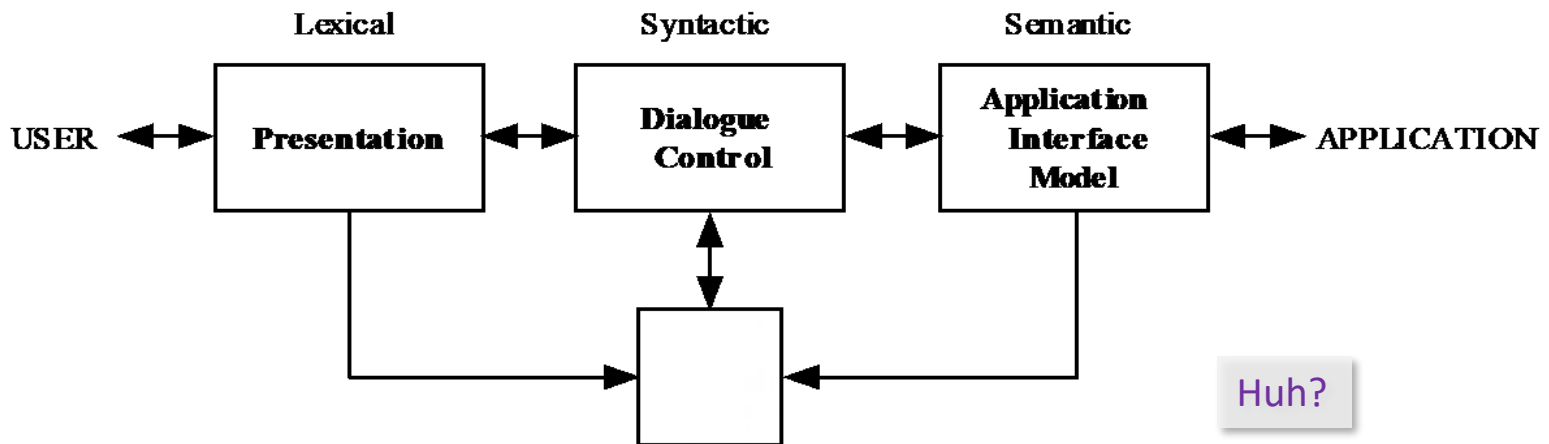 Lexical Syntactic Semantic
USER Presentation Dialogue Control Application Interface Model APPLICATION
Huh?